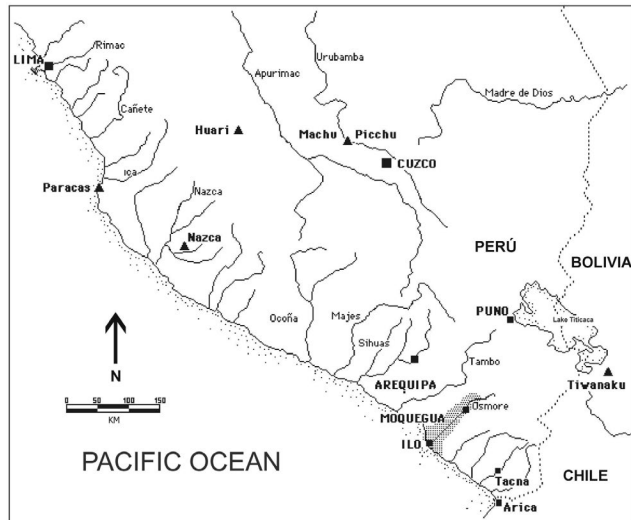 Rimac
LIMA
Cañete
Ica
Paracas
Huari
Nazca
Nazca
Apurimac
Urubamba
Machu Picchu
CUZCO
Madre de Dios
PERÚ
BOLIVIA
PUNO
Lake Titicaca
Tiwanaku
Ocoña
Majes
Sihuas
AREQUIPA
Tambo
MOQUEGUA
Osmore
ILO
Tacna
Arica
CHILE
N
0 50 100 150
KM
PACIFIC OCEAN